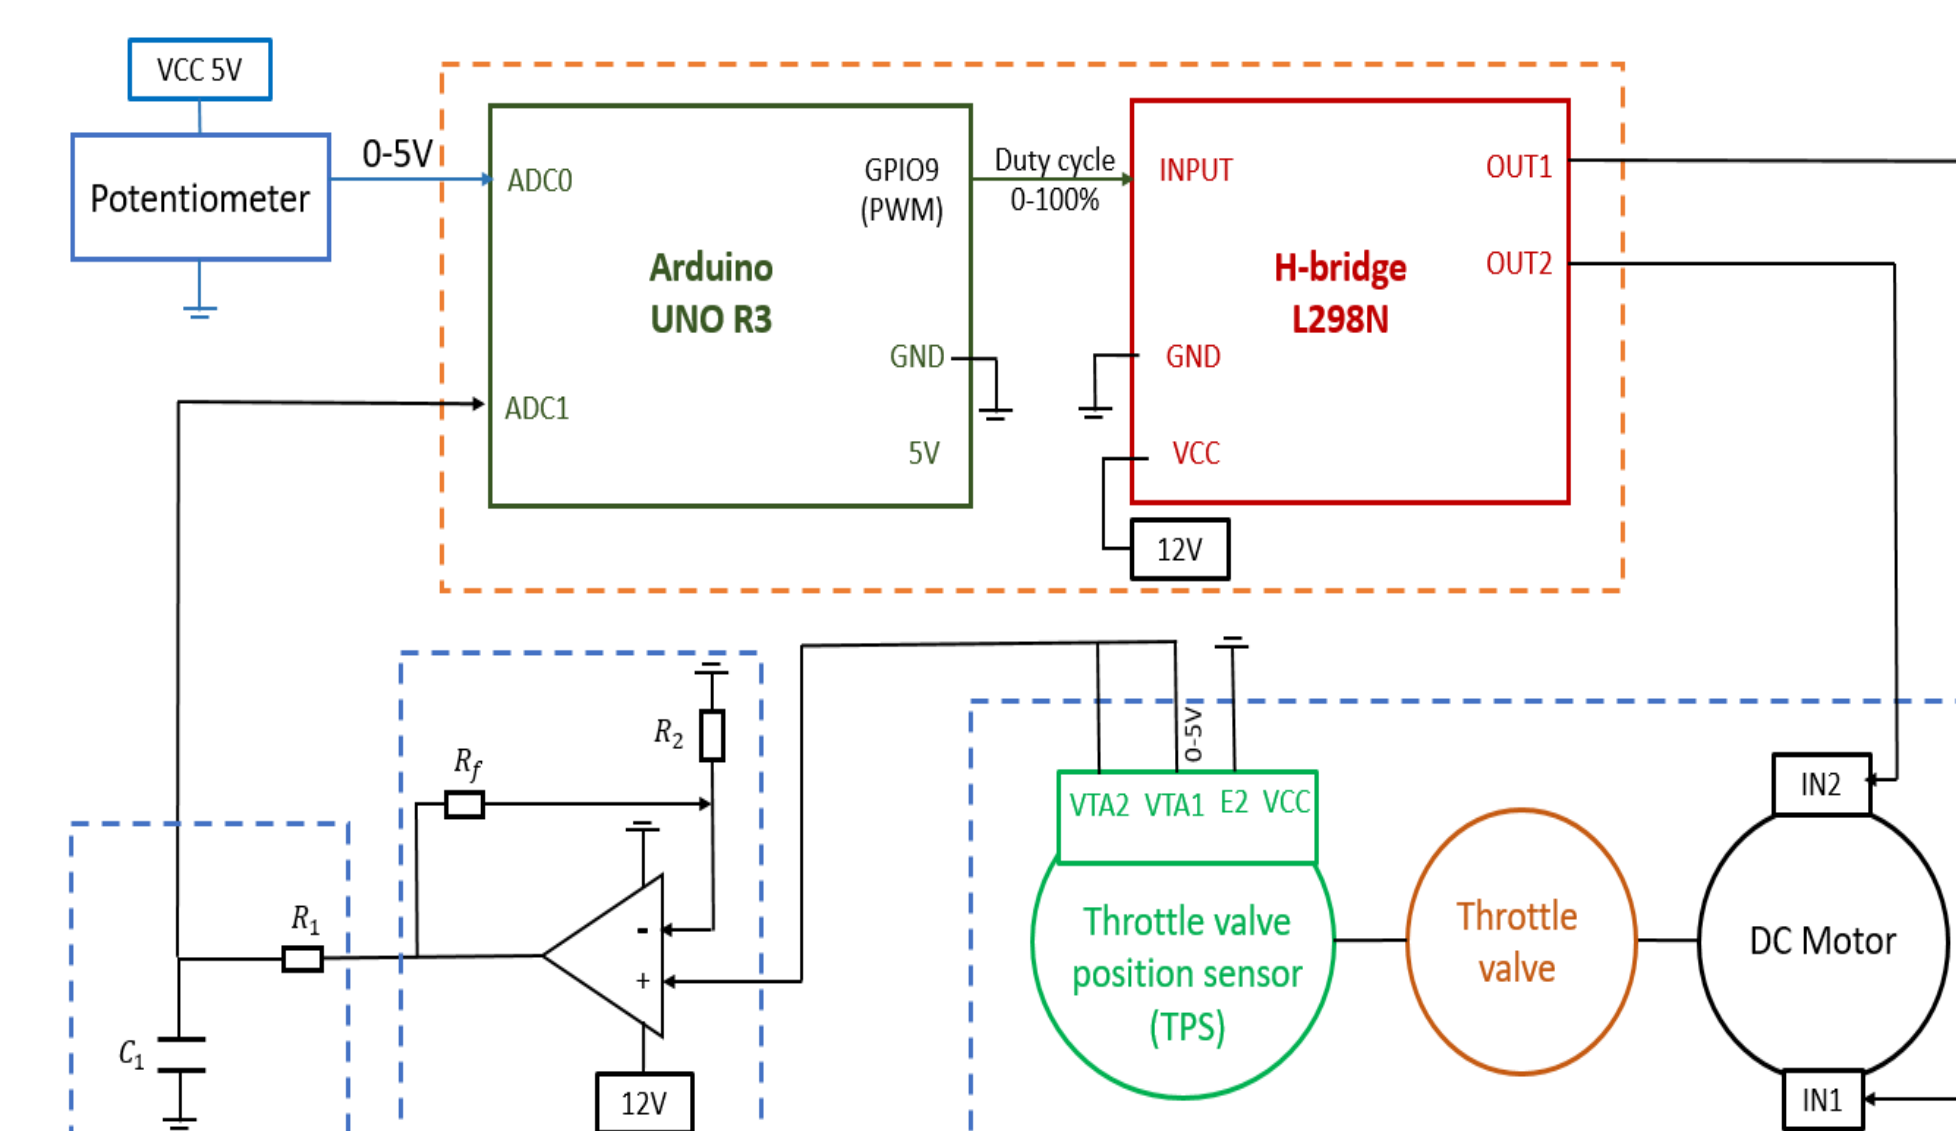 VCC 5V
Potentiometer
0-5V
ADC0
GPIO9
(PWM)
Arduino
UNO R3
GND
ADC1
5V
Duty cycle
0-100%
INPUT
OUT1
OUT2
H-bridge
L298N
GND
VCC
12V
R2
Rf
R1
C1
-
+
12V
0-5V
VTA2 VTA1 E2 VCC
Throttle valve
position sensor
(TPS)
Throttle
valve
IN2
DC Motor
IN1